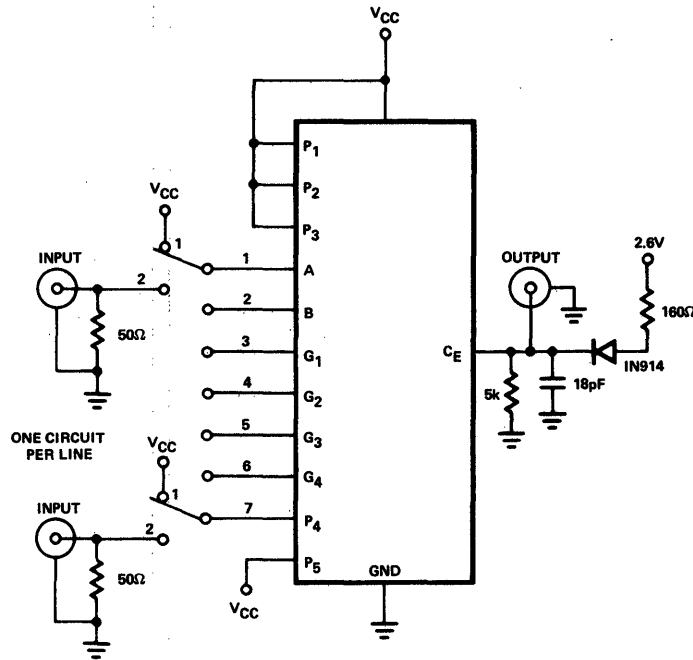 VCC
P1
P2
P3
VCC
1
INPUT
2
50Ω
1
A
2
B
3
G1
4
G2
5
G3
6
G4
7
P4
P5
GND
CE
OUTPUT
2.6V
160Ω
IN914
5k
18pF
ONE CIRCUIT
PER LINE
VCC
1
INPUT
2
50Ω
VCC